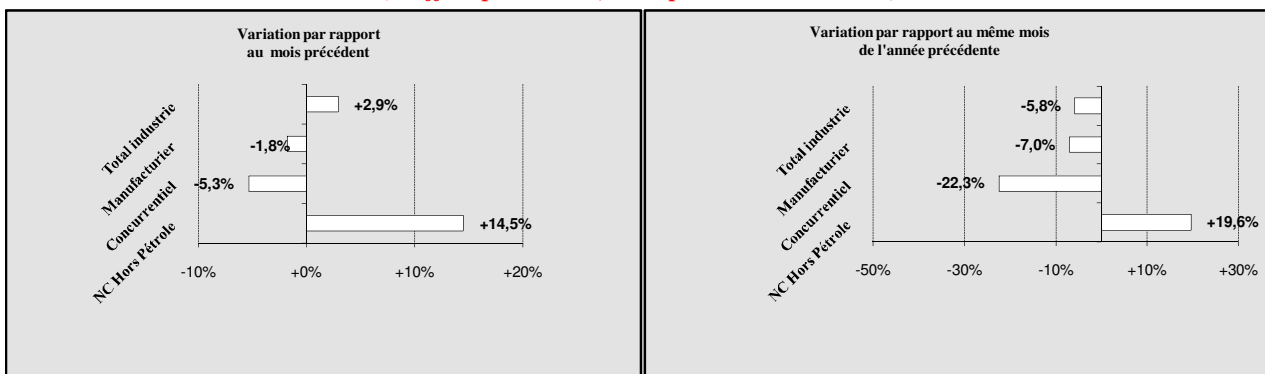 Variation par rapport
au mois précédent
Total industrie
+2,9%
Manufacturier
-1,8%
Concurrentiel
-5,3%
NC Hors Pétrole
+14,5%
-10%
+0%
+10%
+20%
Variation par rapport au même mois
de l'année précédente
Total industrie
-5,8%
Manufacturier
-7,0%
Concurrentiel
-22,3%
NC Hors Pétrole
+19,6%
-50%
-30%
-10%
+10%
+30%